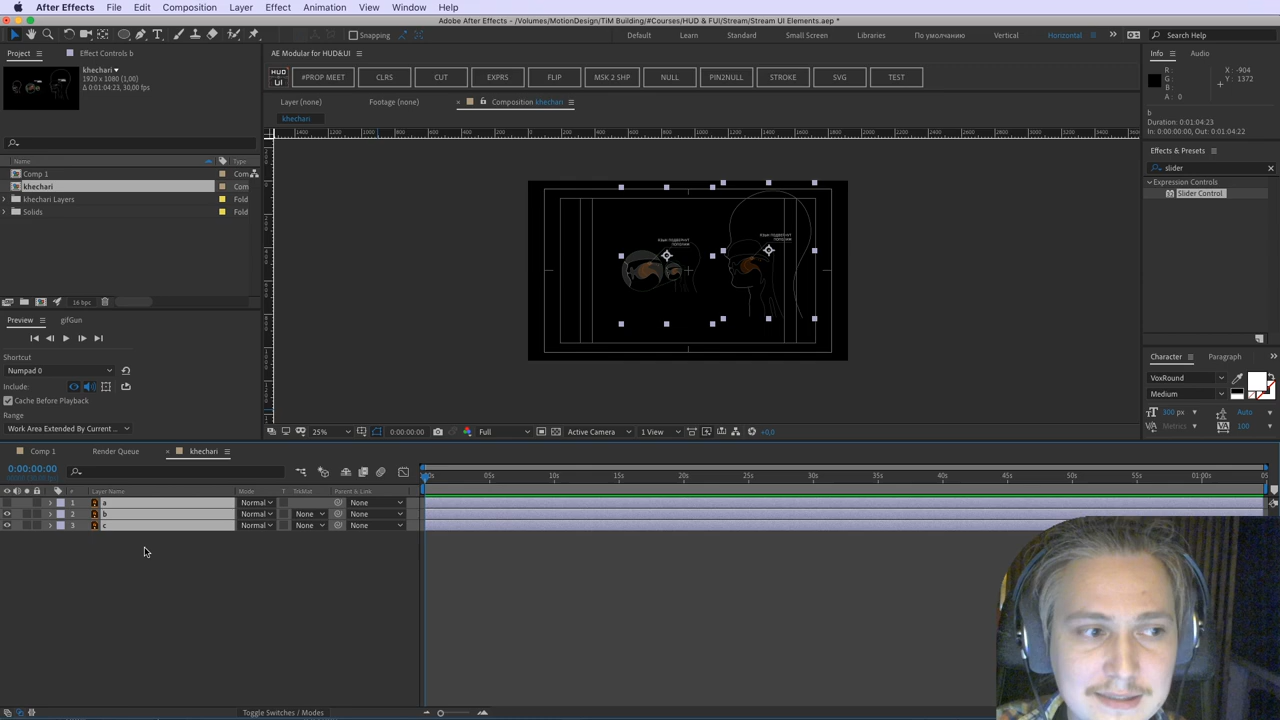 After Effects File Edit Composition Layer Effect Animation View Window Help
Adobe After Effects - /Volumes/MotionDesign/TiM Building/#Courses/HUD & FUI/Stream/Stream UI Elements.aep *
Snapping Default Learn Standard Small Screen Libraries По умолчанию Vertical Horizontal Search Help
Project Effect Controls b AE Modular for HUD&UI Info Audio
khechari
1920 x 1080 (1,00)
Δ 0:01:04:23, 30,00 fps
HUD UI #PROP MEET CLRS CUT EXPRS FLIP MSK 2 SHP NULL PIN2NULL STROKE SVG TEST
R : X : -904
G : Y : 1372
B :
A : 0
Layer (none) Footage (none) Composition khechari
khechari
b
Duration: 0:01:04:23
In: 0:00:00:00, Out: 0:01:04:22
Effects & Presets
slider
Expression Controls
Slider Control
Name Type
Comp 1 Com
khechari Com
khechari Layers Fold
Solids Fold
16 bpc
Preview gifGun
Shortcut
Numpad 0
Include:
Cache Before Playback
Range
Work Area Extended By Current ...
Character Paragraph
VoxRound
Medium
300 px Auto
Metrics 100
25% 0:00:00:00 Full Active Camera 1 View +0,0
Comp 1 Render Queue khechari
0:00:00:00
# Layer Name Mode T TrkMat Parent & Link
1 a Normal None
2 b Normal None None
3 c Normal None None
05s 10s 15s 20s 25s 30s 35s 40s 45s 50s 55s 01:00s
Toggle Switches / Modes